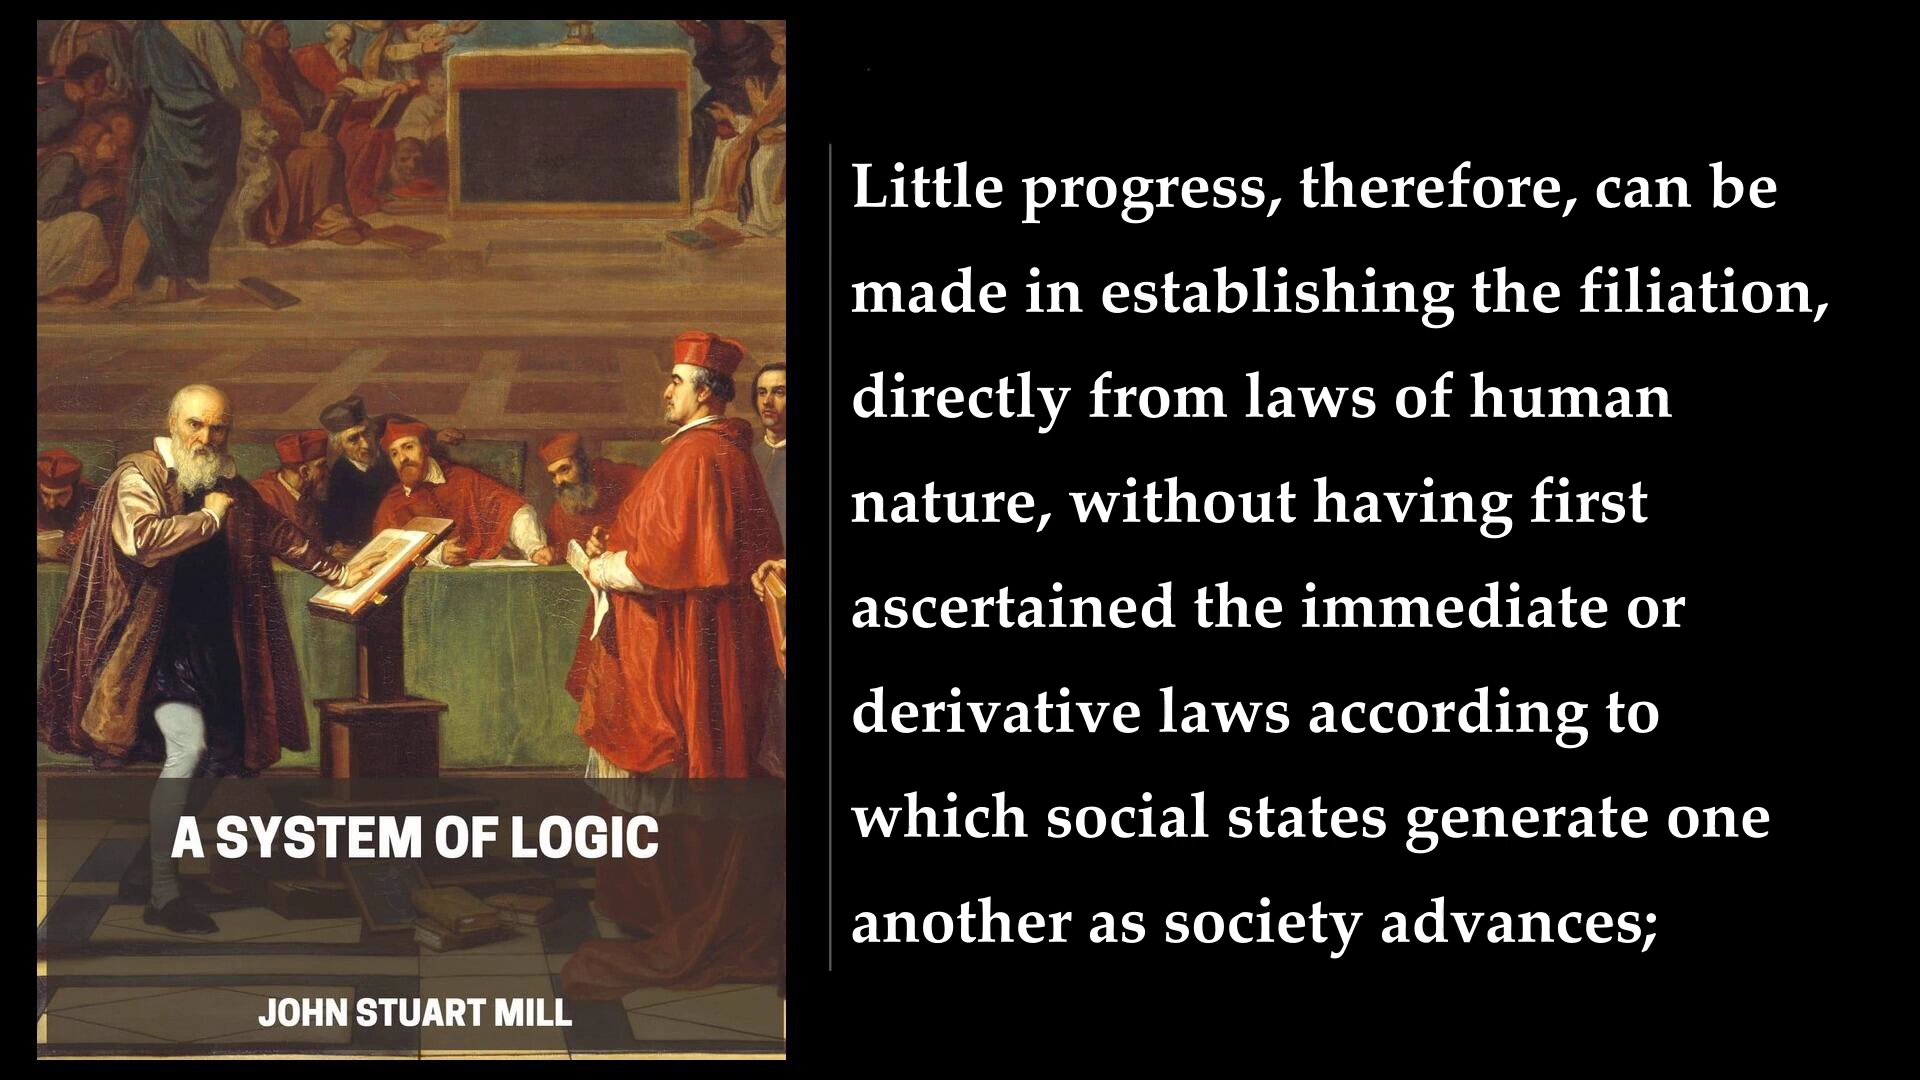 A SYSTEM OF LOGIC
JOHN STUART MILL
Little progress, therefore, can be
made in establishing the filiation,
directly from laws of human
nature, without having first
ascertained the immediate or
derivative laws according to
which social states generate one
another as society advances;